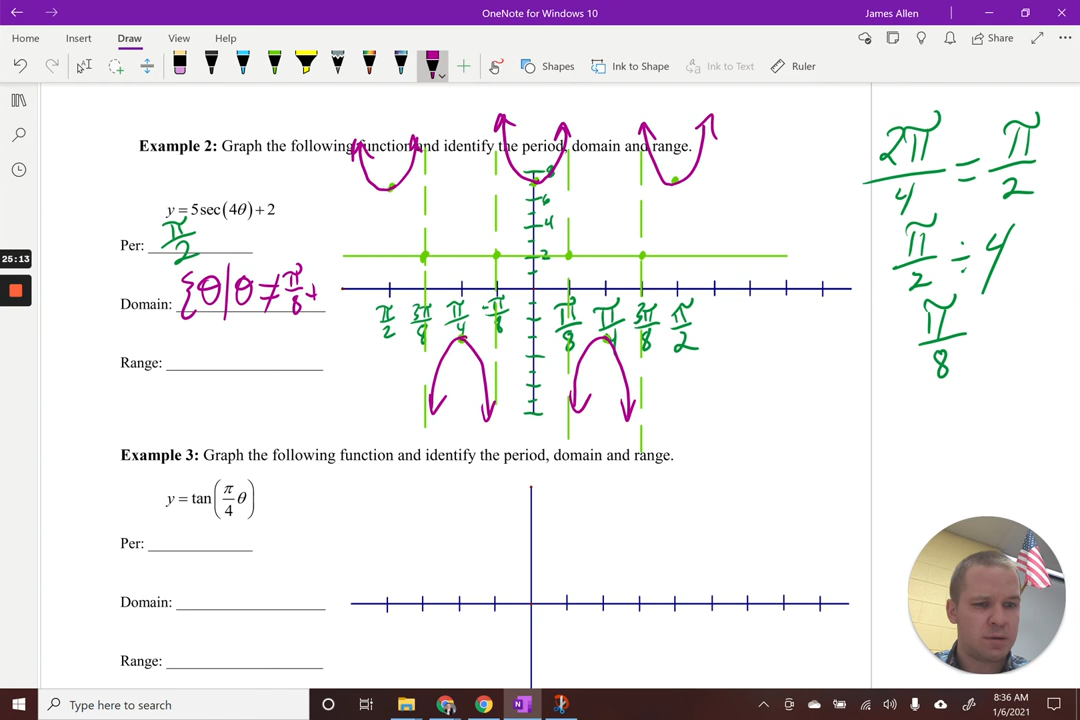 OneNote for Windows 10
James Allen
Home Insert Draw View Help
Share
Shapes Ink to Shape Ink to Text Ruler
Example 2: Graph the following function and identify the period, domain and range.
y = 5sec(4θ) + 2
Per: π/2
Domain: {θ|θ ≠ π/8 +
Range:
8
6
4
2
π/2 3π/8 π/4 -π/8 π/8 π/4 3π/8 π/2
2π/4 = π/2
π/2 ÷ 4
π/8
25:13
Example 3: Graph the following function and identify the period, domain and range.
y = tan(π/4 θ)
Per:
Domain:
Range:
Type here to search
8:36 AM
1/6/2021